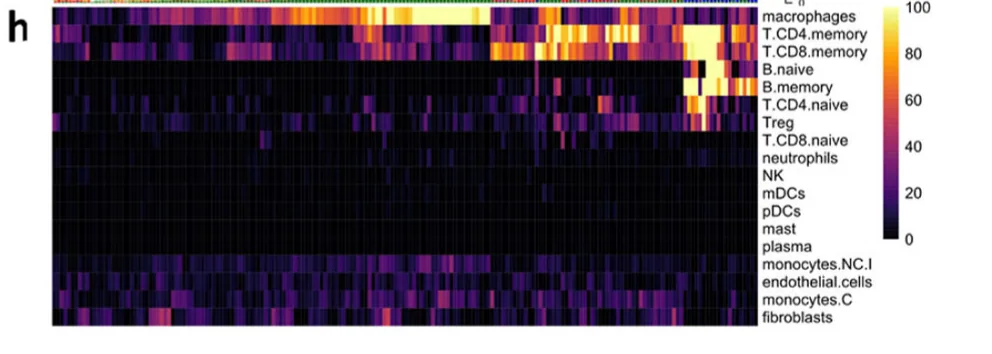 h
macrophages
T.CD4.memory
T.CD8.memory
B.naive
B.memory
T.CD4.naive
Treg
T.CD8.naive
neutrophils
NK
mDCs
pDCs
mast
plasma
monocytes.NC.I
endothelial.cells
monocytes.C
fibroblasts
100
80
60
40
20
0